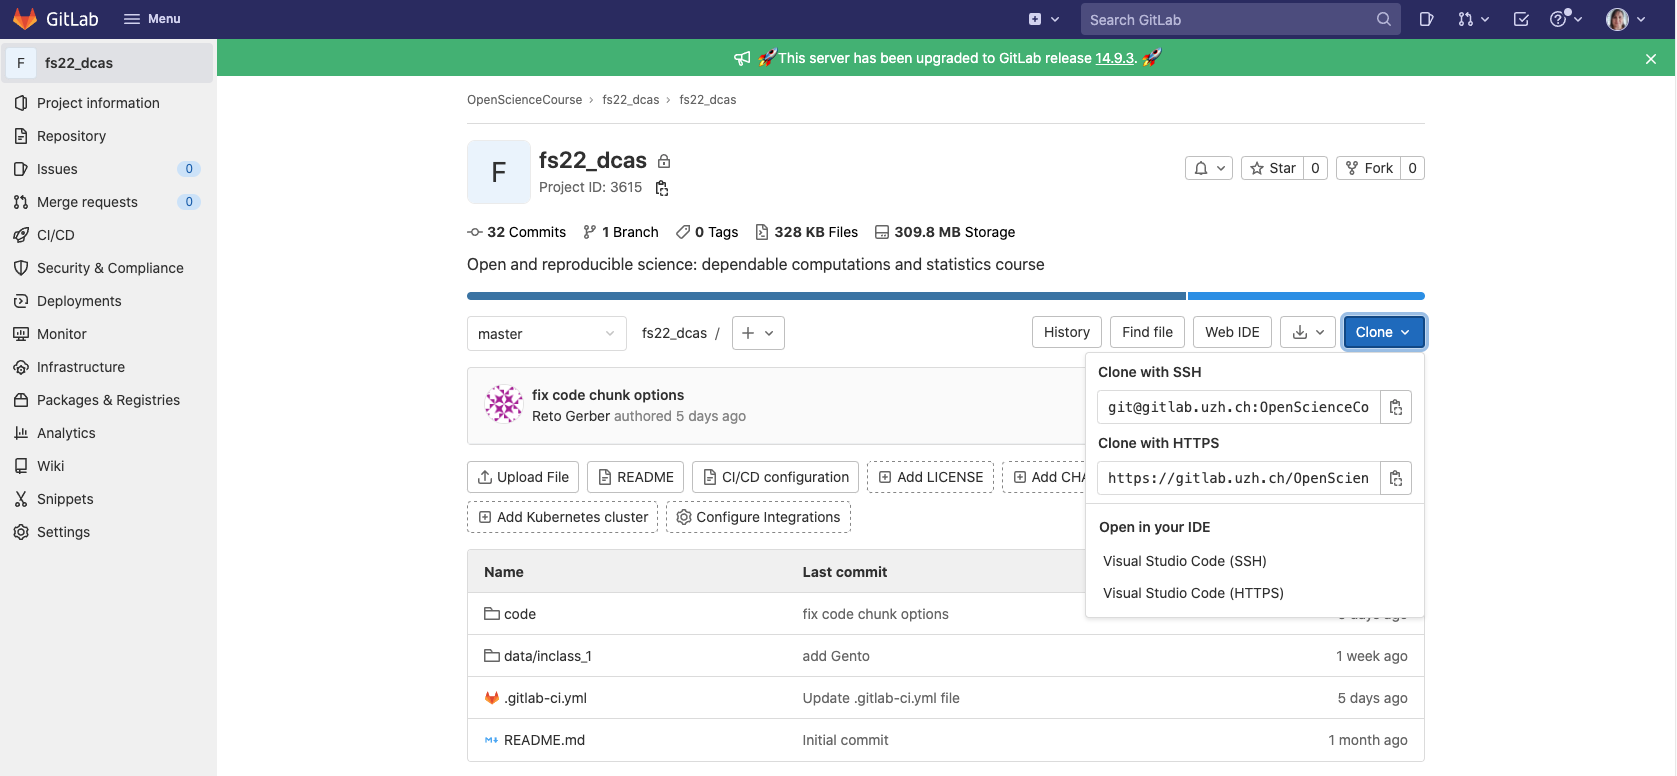 GitLab
Menu
Search GitLab
F fs22_dcas
This server has been upgraded to GitLab release 14.9.3.
Project information
Repository
Issues 0
Merge requests 0
CI/CD
Security & Compliance
Deployments
Monitor
Infrastructure
Packages & Registries
Analytics
Wiki
Snippets
Settings
OpenScienceCourse › fs22_dcas › fs22_dcas
F
fs22_dcas
Project ID: 3615
Star 0
Fork 0
32 Commits 1 Branch 0 Tags 328 KB Files 309.8 MB Storage
Open and reproducible science: dependable computations and statistics course
master
fs22_dcas /
History
Find file
Web IDE
Clone
fix code chunk options
Reto Gerber authored 5 days ago
Clone with SSH
git@gitlab.uzh.ch:OpenScienceCo
Clone with HTTPS
https://gitlab.uzh.ch/OpenScien
Open in your IDE
Visual Studio Code (SSH)
Visual Studio Code (HTTPS)
Upload File
README
CI/CD configuration
Add LICENSE
Add CHA
Add Kubernetes cluster
Configure Integrations
Name Last commit
code fix code chunk options days ago
data/inclass_1 add Gento 1 week ago
.gitlab-ci.yml Update .gitlab-ci.yml file 5 days ago
README.md Initial commit 1 month ago